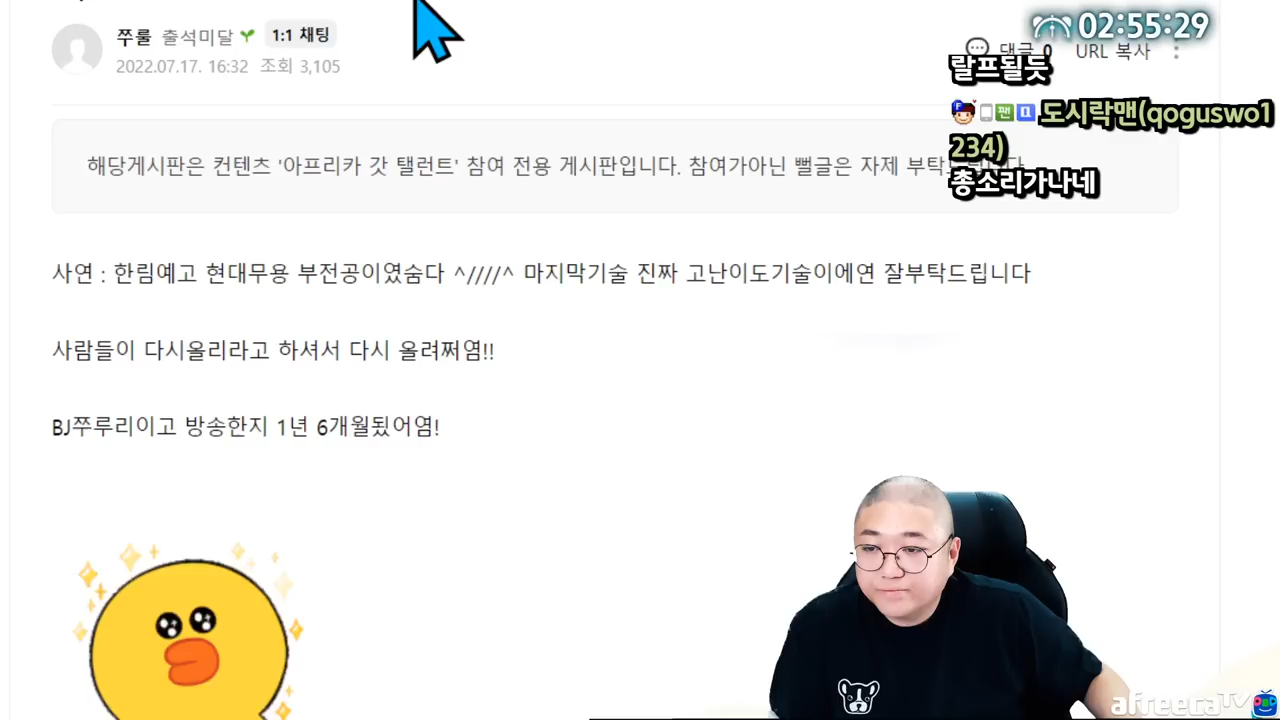 쭈룰 출석미달 1:1 채팅
2022.07.17. 16:32 조회 3,105
02:55:29
댓글 0 URL 복사
랄프될듯
도시락맨(qoguswo1
234)
총소리가나네
해당게시판은 컨텐츠 '아프리카 갓 탤런트' 참여 전용 게시판입니다. 참여가아닌 뻘글은 자제
사연 : 한림예고 현대무용 부전공이였숨다 ^////^ 마지막기술 진짜 고난이도기술이에연 잘부탁드립니다
사람들이 다시올리라고 하셔서 다시 올려쩌염!!
BJ쭈루리이고 방송한지 1년 6개월됬어염!
afreecaTV